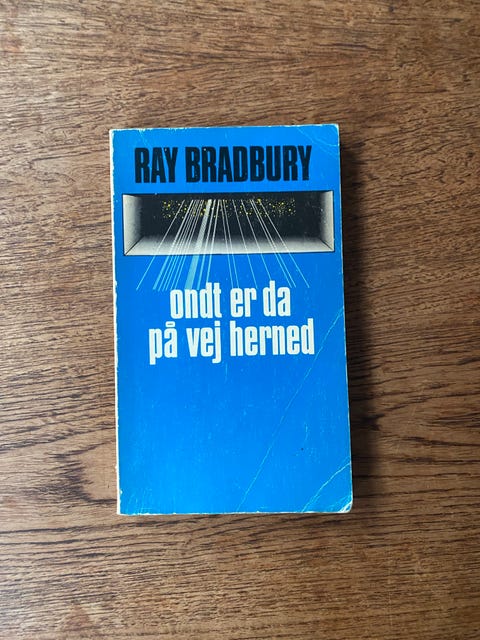 RAY BRADBURY
ondt er da
på vej herned